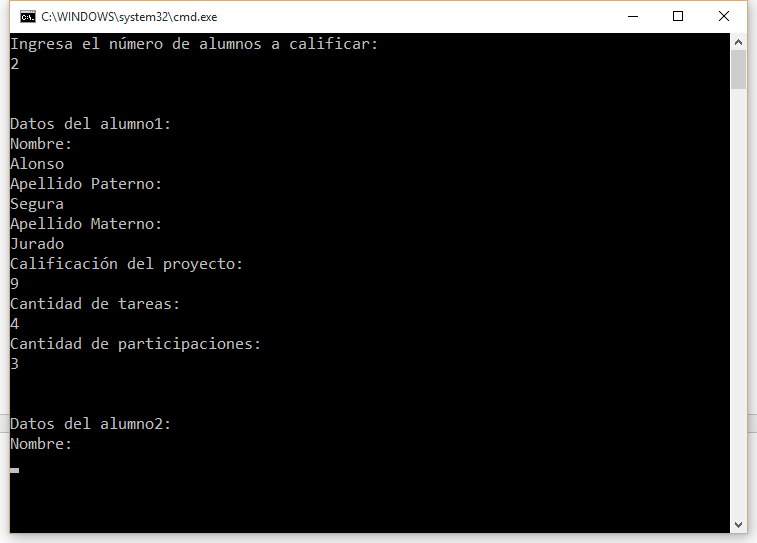 C:\WINDOWS\system32\cmd.exe
Ingresa el número de alumnos a calificar:
2
Datos del alumno1:
Nombre:
Alonso
Apellido Paterno:
Segura
Apellido Materno:
Jurado
Calificación del proyecto:
9
Cantidad de tareas:
4
Cantidad de participaciones:
3
Datos del alumno2:
Nombre: